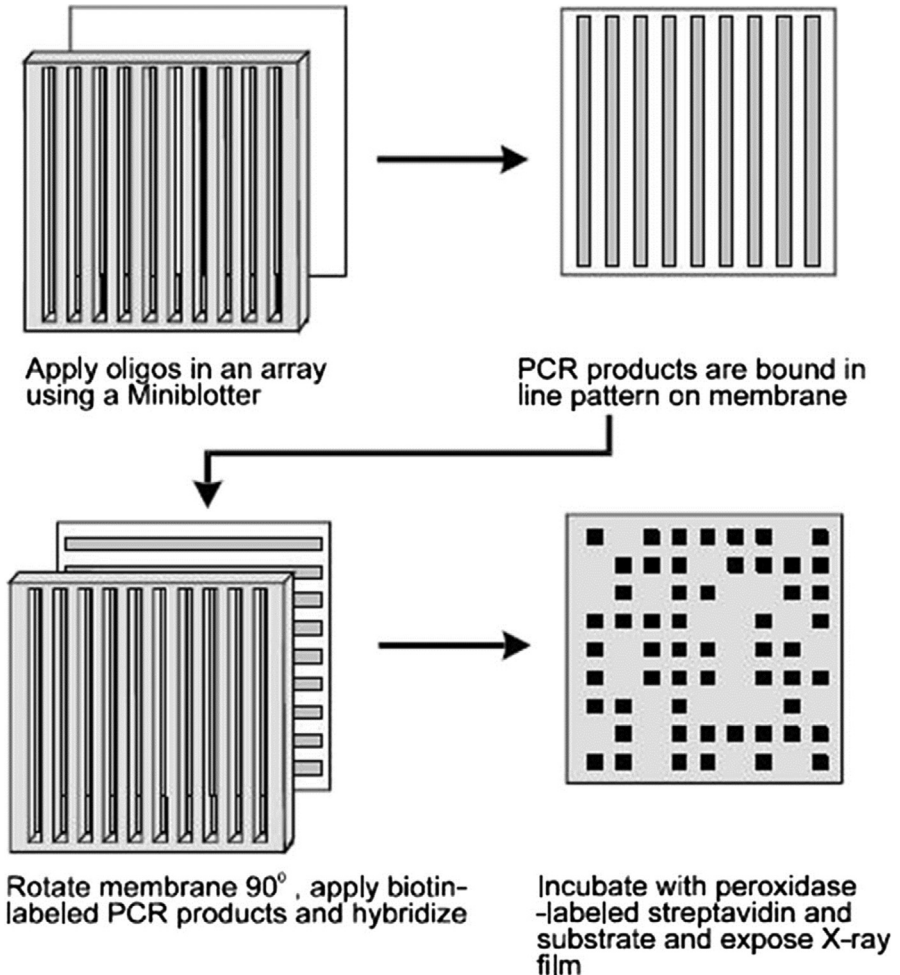 Apply oligos in an array
using a Miniblotter
PCR products are bound in
line pattern on membrane
Rotate membrane 90°, apply biotin-
labeled PCR products and hybridize
Incubate with peroxidase
-labeled streptavidin and
substrate and expose X-ray
film